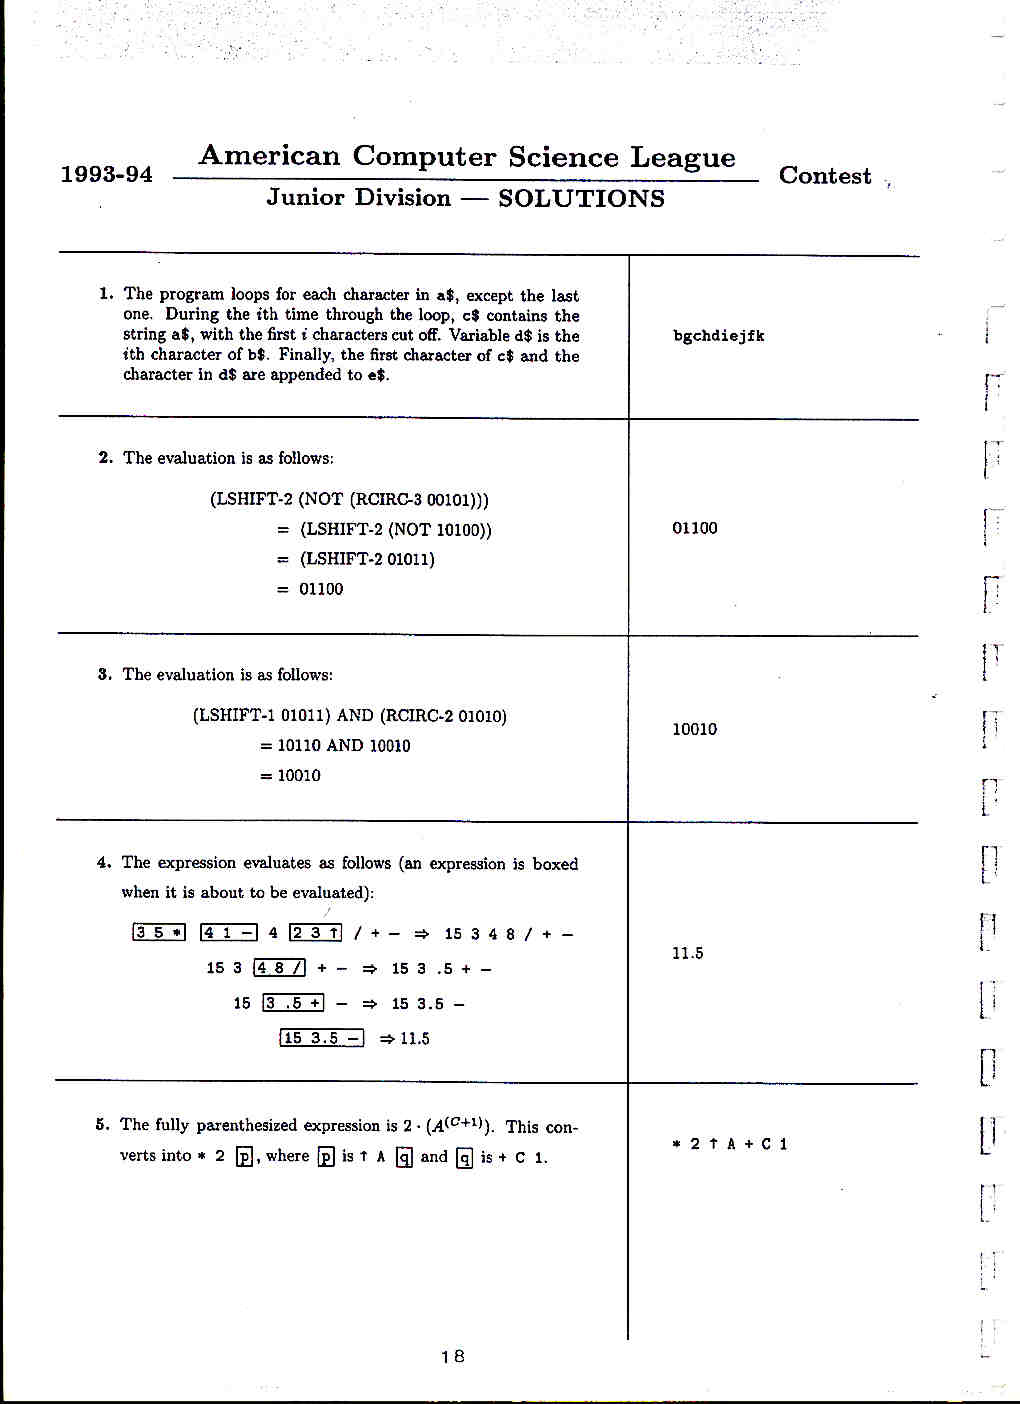 American Computer Science League
1993-94
Contest
Junior Division — SOLUTIONS
1. The program loops for each character in a$, except the last
one. During the ith time through the loop, c$ contains the
string a$, with the first i characters cut off. Variable d$ is the
ith character of b$. Finally, the first character of c$ and the
character in d$ are appended to e$.
bgchdiejfk
2. The evaluation is as follows:
(LSHIFT-2 (NOT (RCIRC-3 00101)))
= (LSHIFT-2 (NOT 10100))
= (LSHIFT-2 01011)
= 01100
01100
3. The evaluation is as follows:
(LSHIFT-1 01011) AND (RCIRC-2 01010)
= 10110 AND 10010
= 10010
10010
4. The expression evaluates as follows (an expression is boxed
when it is about to be evaluated):
3 5 * 4 1 − 4 2 3 ↑ / + − ⇒ 15 3 4 8 / + −
15 3 4 8 / + − ⇒ 15 3 .5 + −
15 3 .5 + − ⇒ 15 3.5 −
15 3.5 − ⇒ 11.5
11.5
5. The fully parenthesized expression is 2 · (A^(C+1)). This con-
verts into * 2 p, where p is ↑ A q and q is + C 1.
* 2 ↑ A + C 1
18